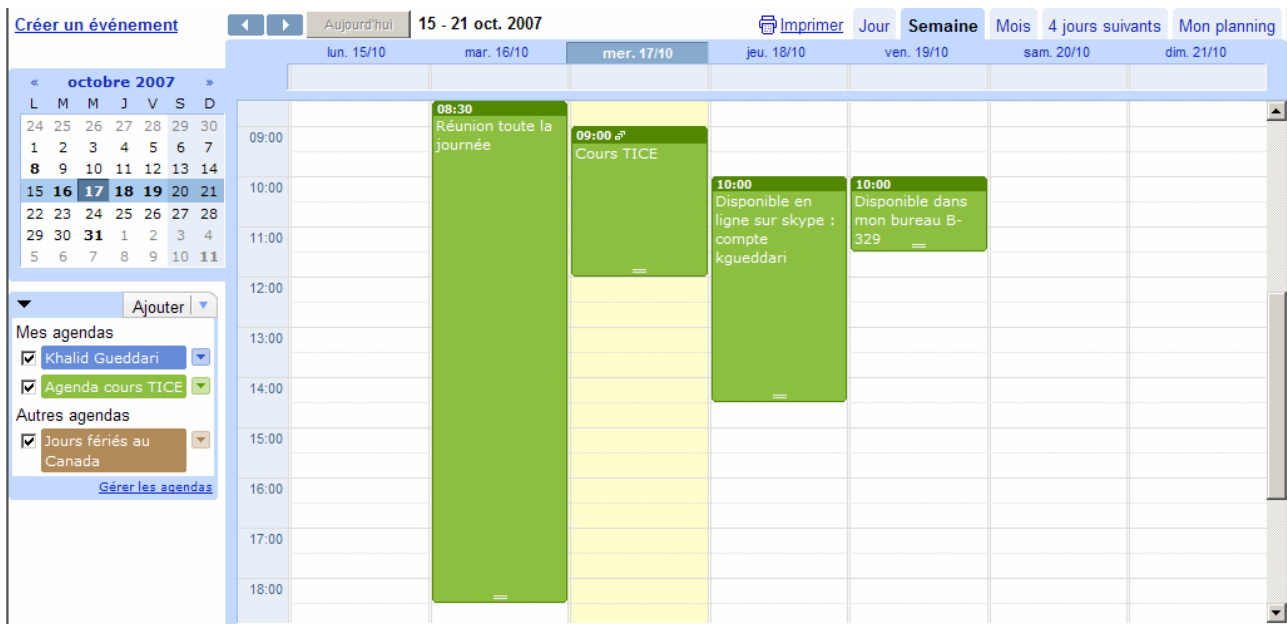 Créer un événement
Aujourd'hui 15 - 21 oct. 2007 Imprimer Jour Semaine Mois 4 jours suivants Mon planning
lun. 15/10 mar. 16/10 mer. 17/10 jeu. 18/10 ven. 19/10 sam. 20/10 dim. 21/10
« octobre 2007 »
L M M J V S D
24 25 26 27 28 29 30
1 2 3 4 5 6 7
8 9 10 11 12 13 14
15 16 17 18 19 20 21
22 23 24 25 26 27 28
29 30 31 1 2 3 4
5 6 7 8 9 10 11
Ajouter
Mes agendas
Khalid Gueddari
Agenda cours TICE
Autres agendas
Jours fériés au
Canada
Gérer les agendas
09:00
10:00
11:00
12:00
13:00
14:00
15:00
16:00
17:00
18:00
08:30
Réunion toute la
journée
09:00
Cours TICE
10:00
Disponible en
ligne sur skype :
compte
kgueddari
10:00
Disponible dans
mon bureau B-
329